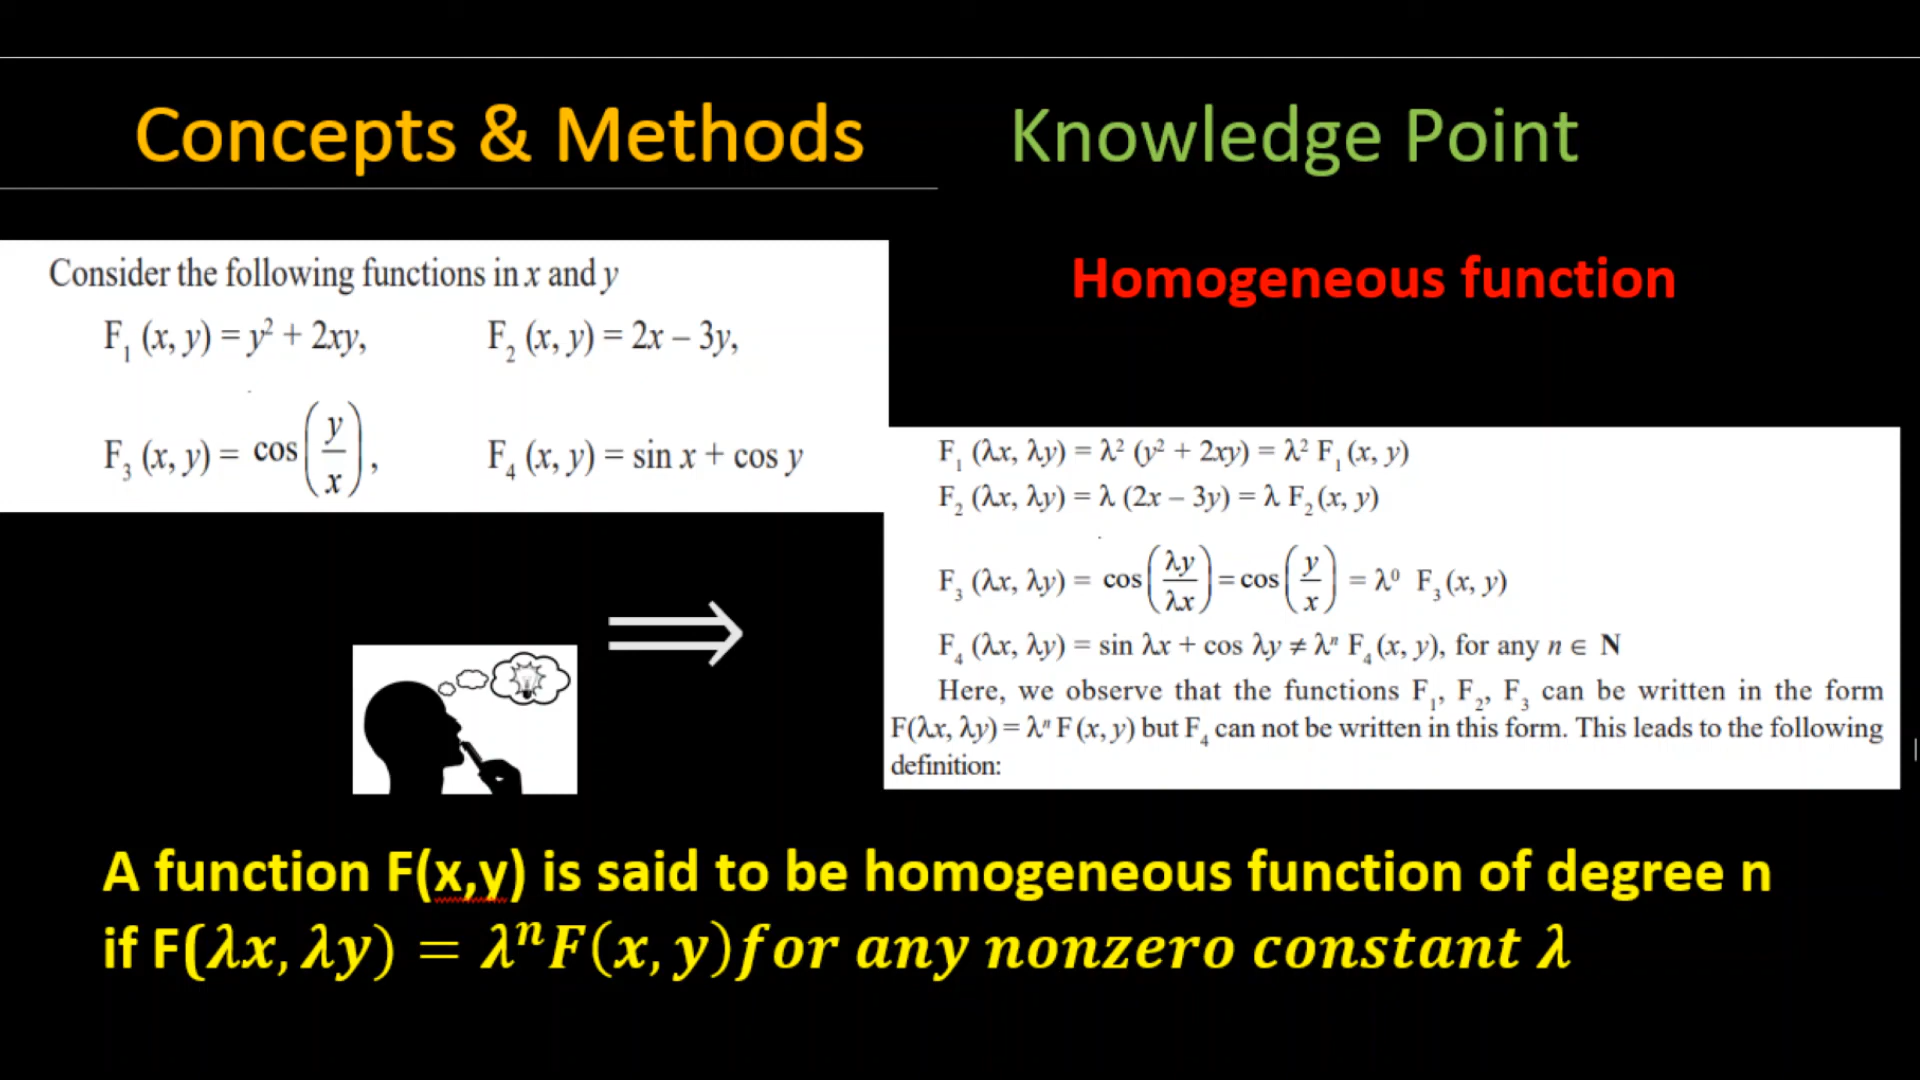 Concepts & Methods
Knowledge Point
Consider the following functions in x and y
F₁ (x, y) = y² + 2xy, F₂ (x, y) = 2x – 3y,
F₃ (x, y) = cos(y/x), F₄ (x, y) = sin x + cos y
Homogeneous function
F₁ (λx, λy) = λ² (y² + 2xy) = λ² F₁ (x, y)
F₂ (λx, λy) = λ (2x – 3y) = λ F₂ (x, y)
F₃ (λx, λy) = cos(λy/λx) = cos(y/x) = λ⁰ F₃ (x, y)
F₄ (λx, λy) = sin λx + cos λy ≠ λⁿ F₄ (x, y), for any n ∈ N
Here, we observe that the functions F₁, F₂, F₃ can be written in the form
F(λx, λy) = λⁿ F (x, y) but F₄ can not be written in this form. This leads to the following
definition:
⟹
A function F(x,y) is said to be homogeneous function of degree n
if F(λx, λy) = λⁿF(x, y)for any nonzero constant λ